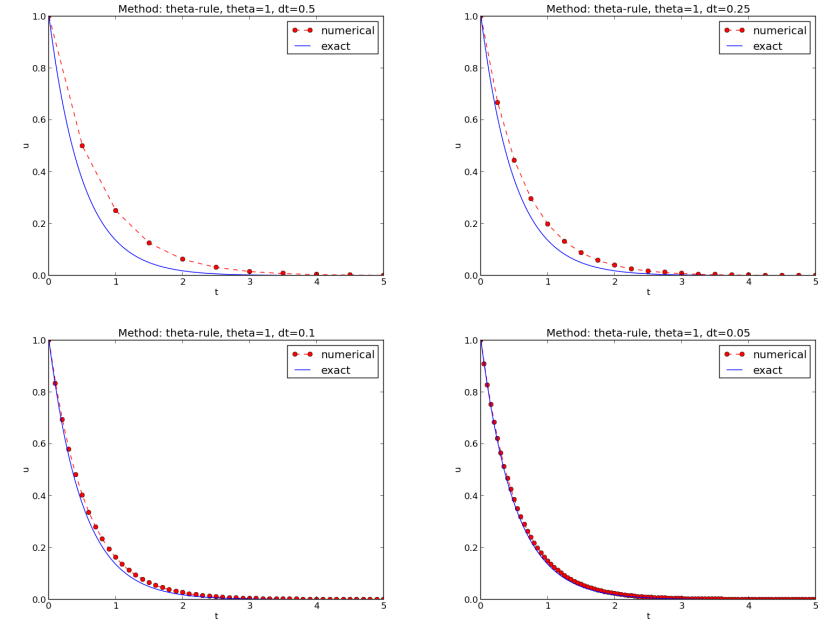 Method: theta-rule, theta=1, dt=0.5
numerical
exact
1.0
0.8
0.6
0.4
0.2
0.0
u
0 1 2 3 4 5
t
Method: theta-rule, theta=1, dt=0.25
numerical
exact
1.0
0.8
0.6
0.4
0.2
0.0
u
0 1 2 3 4 5
t
Method: theta-rule, theta=1, dt=0.1
numerical
exact
1.0
0.8
0.6
0.4
0.2
0.0
u
0 1 2 3 4 5
t
Method: theta-rule, theta=1, dt=0.05
numerical
exact
1.0
0.8
0.6
0.4
0.2
0.0
u
0 1 2 3 4 5
t